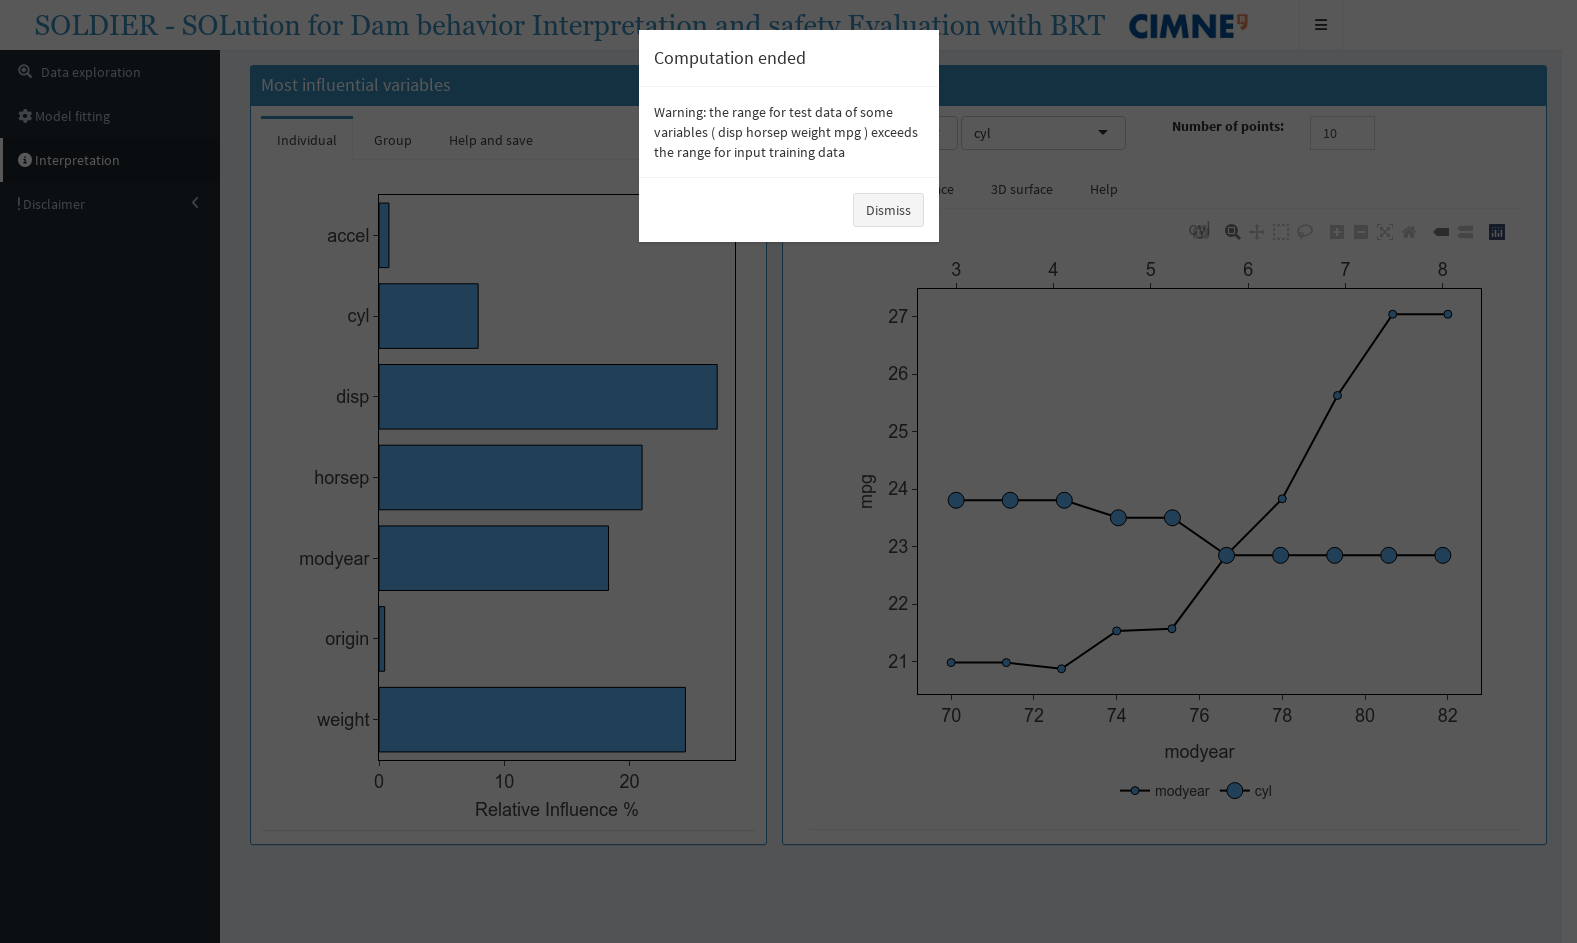 SOLDIER - SOLution for Dam behavior Interpretation and safety Evaluation with BRT
CIMNE
Data exploration
Model fitting
Interpretation
! Disclaimer
Computation ended
Warning: the range for test data of some
variables ( disp horsep weight mpg ) exceeds
the range for input training data
Dismiss
Most influential variables
Individual
Group
Help and save
accel
cyl
disp
horsep
modyear
origin
weight
0 10 20
Relative Influence %
cyl
Number of points:
10
3D surface
Help
cyl
3 4 5 6 7 8
27
26
25
24
23
22
21
mpg
70 72 74 76 78 80 82
modyear
modyear
cyl